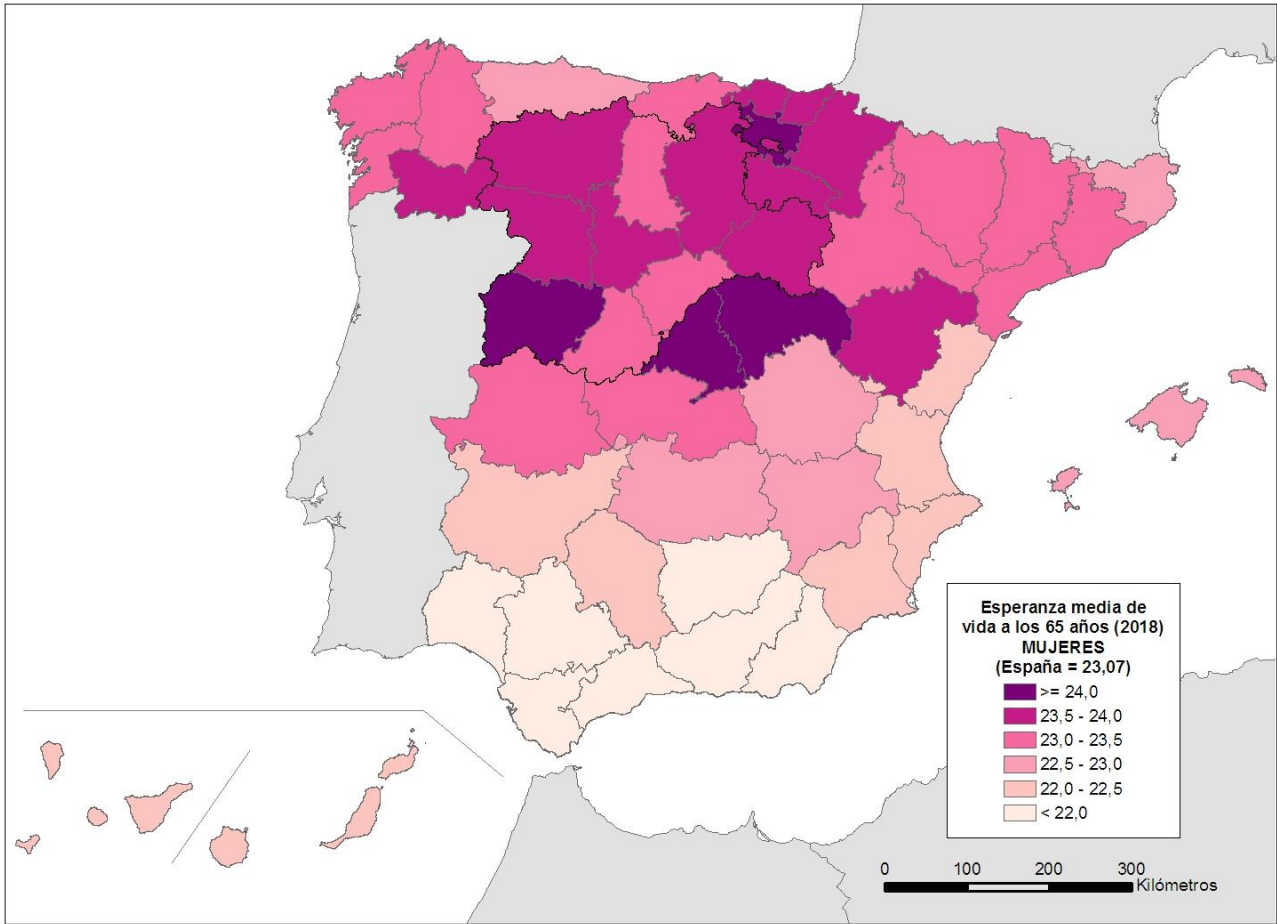 Esperanza media de
vida a los 65 años (2018)
MUJERES
(España = 23,07)
>= 24,0
23,5 - 24,0
23,0 - 23,5
22,5 - 23,0
22,0 - 22,5
< 22,0
0 100 200 300
Kilómetros